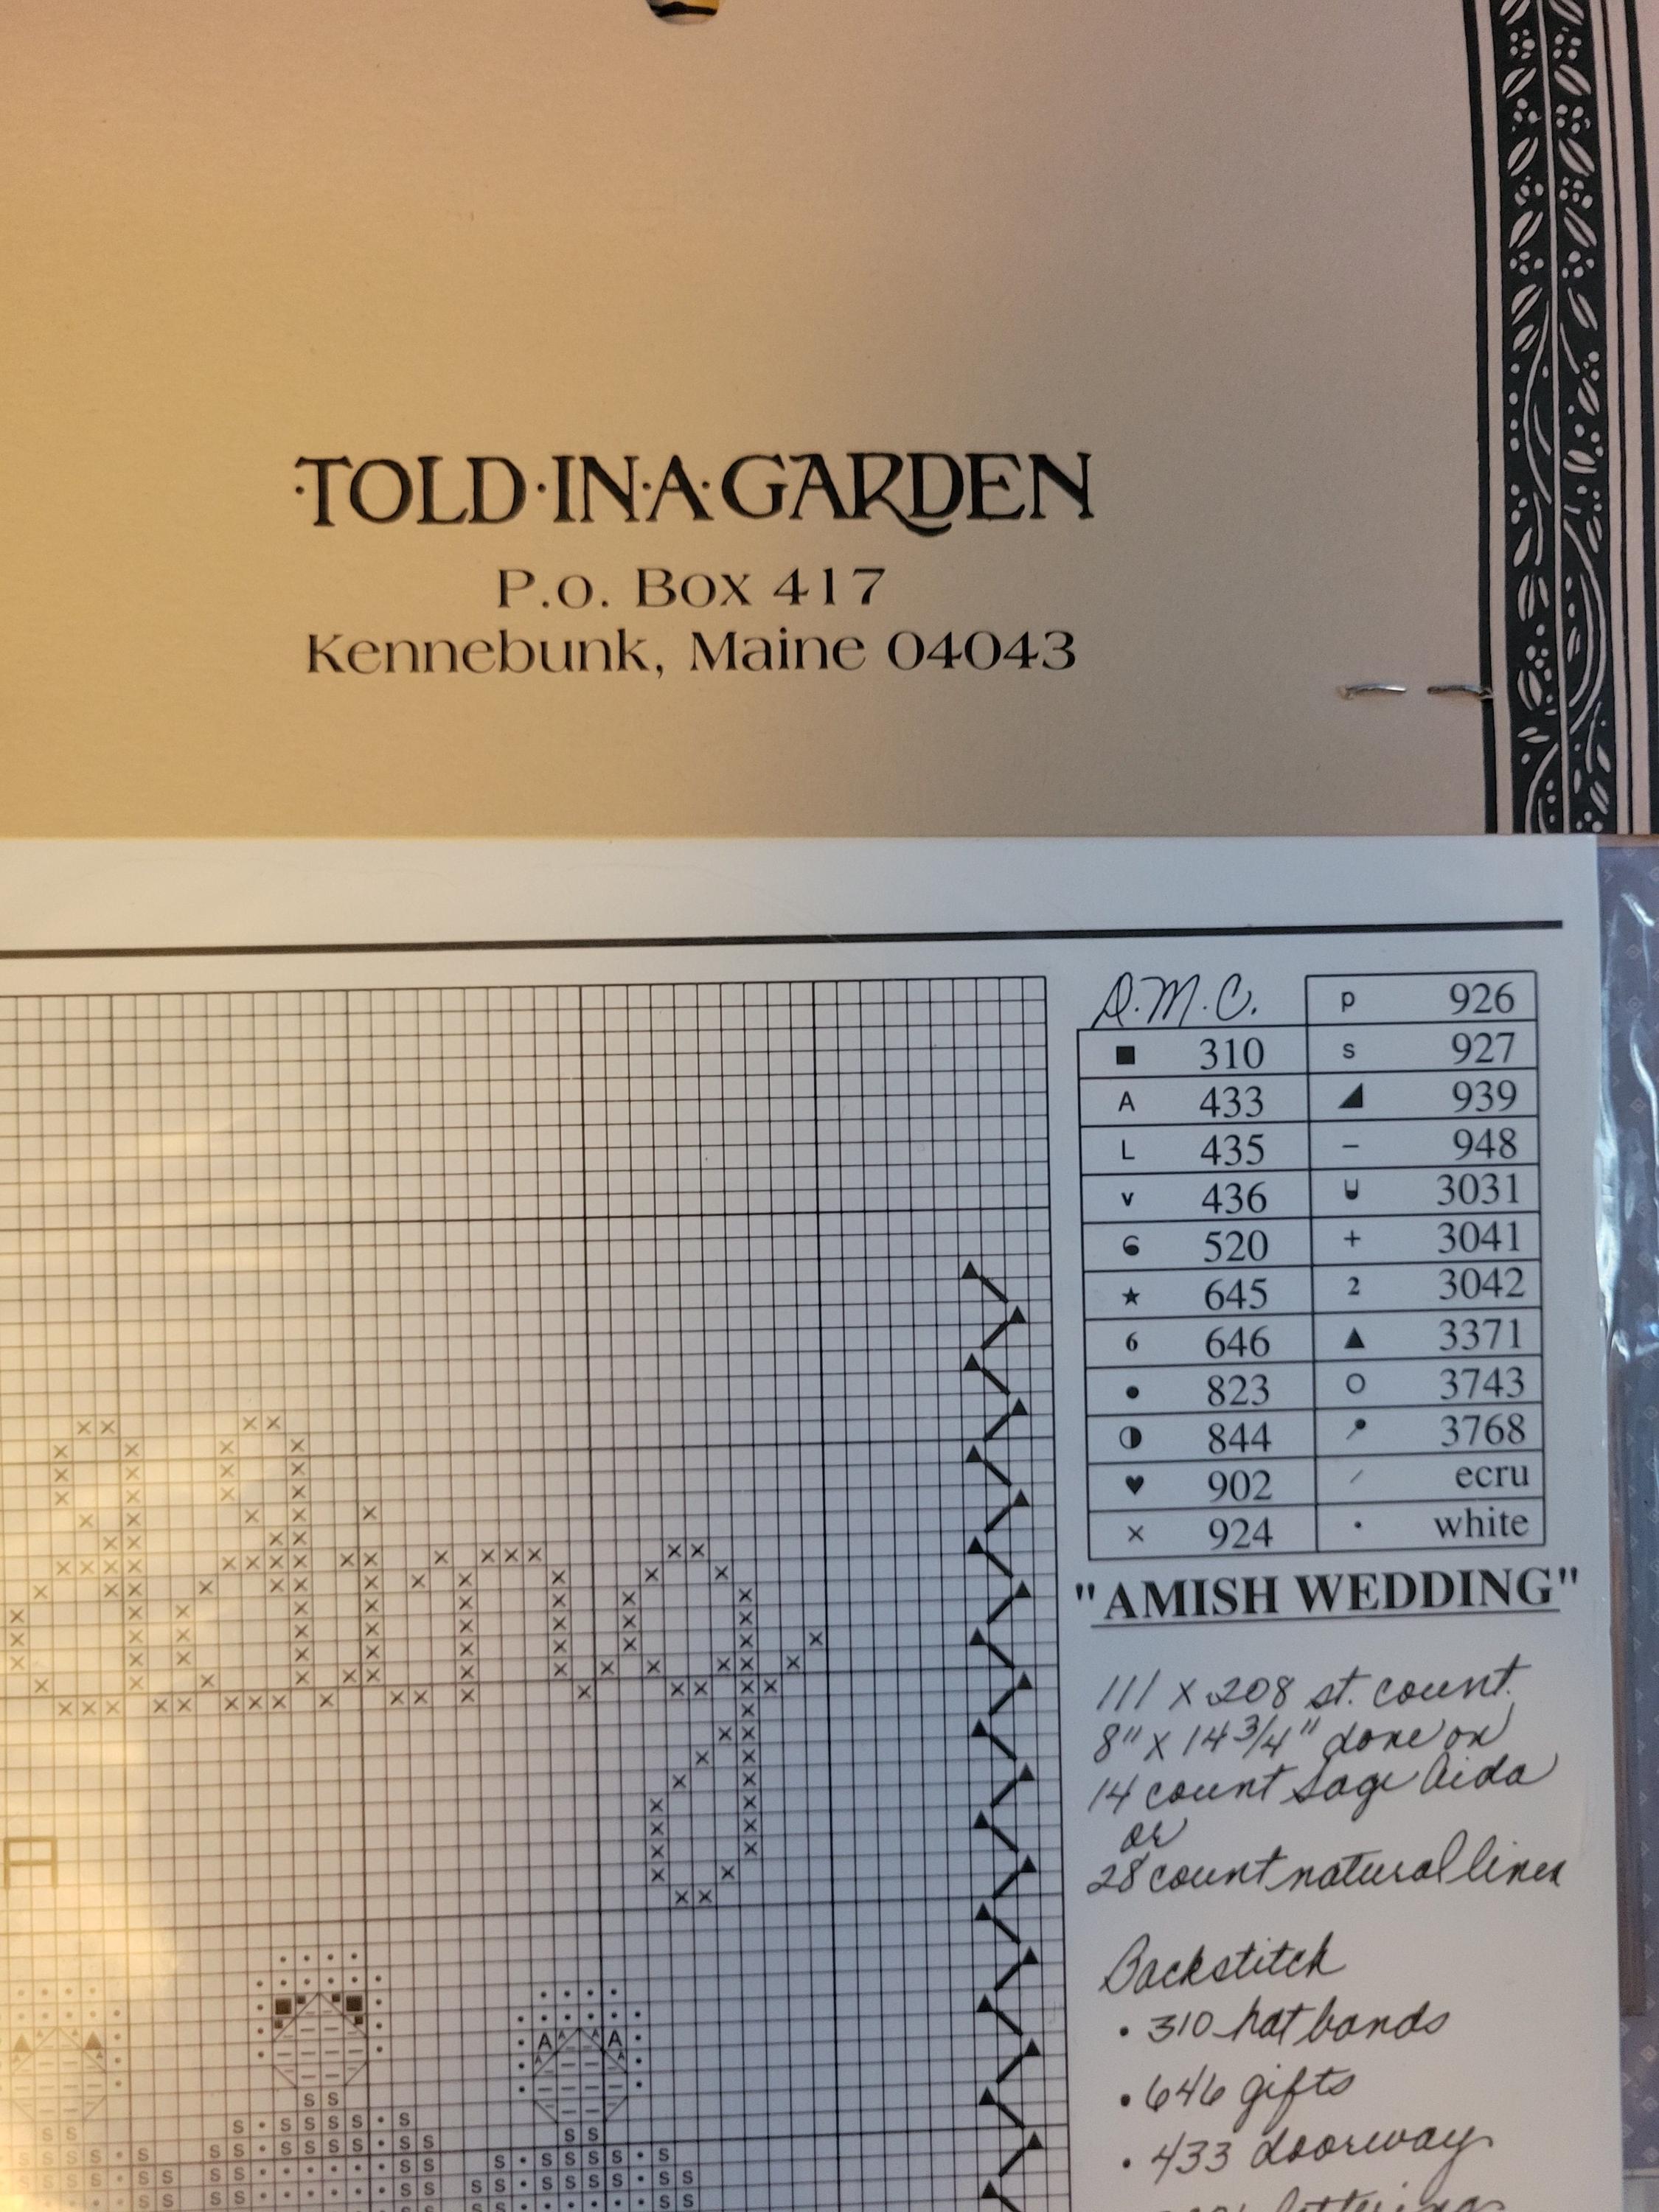 ·TOLD·IN·A·GARDEN
P.o. Box 417
Kennebunk, Maine 04043
D.M.C.
■ 310
A 433
L 435
v 436
520
★ 645
6 646
● 823
◑ 844
♥ 902
× 924
p 926
s 927
◢ 939
– 948
3031
+ 3041
2 3042
▲ 3371
O 3743
3768
/ ecru
· white
"AMISH WEDDING"
111 X 208 st. count.
8" X 14 3/4" done on
14 count Sage Aida
or
28 count natural linen
Backstitch
• 310 hat bands
• 646 gifts
• 433 doorway
lettering